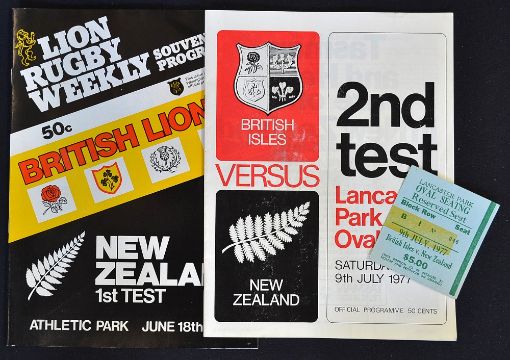 LION
RUGBY
WEEKLY
SOUVE
PROGR
50c
BRITISH LION
NEW
ZEALA
1st TEST
ATHLETIC PARK JUNE 18th
BRITISH
ISLES
VERSUS
NEW
ZEALAND
2nd
test
Lanca
Park
Oval
SATURDA
9th JULY 1977
OFFICIAL PROGRAMME 50 CENTS
LANCASTER PARK
OVAL SEATING
Reserved Seat
Block Row Seat
B
9th JULY, 1977
British Isles v. New Zealand
$5.00